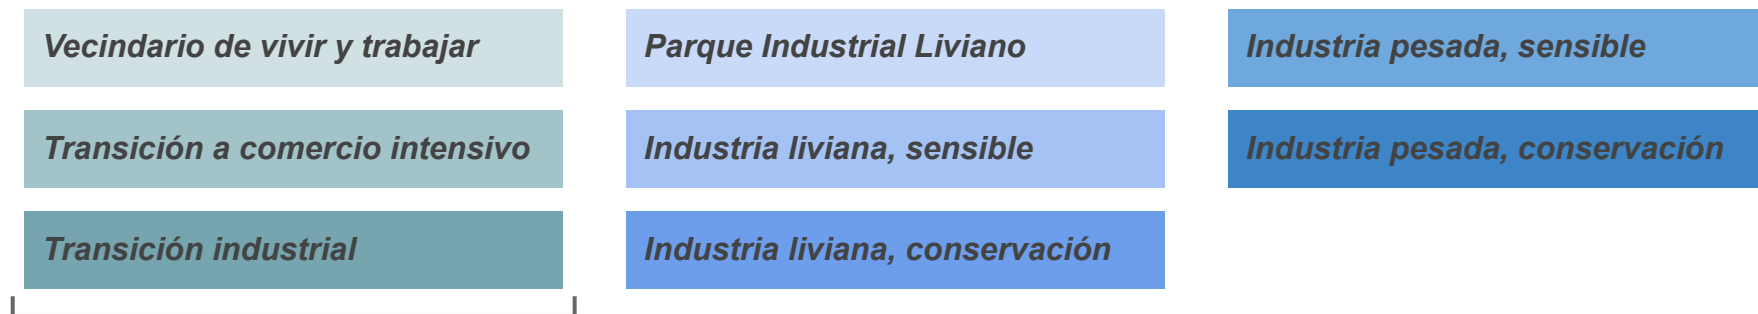 Vecindario de vivir y trabajar
Transición a comercio intensivo
Transición industrial
Parque Industrial Liviano
Industria liviana, sensible
Industria liviana, conservación
Industria pesada, sensible
Industria pesada, conservación